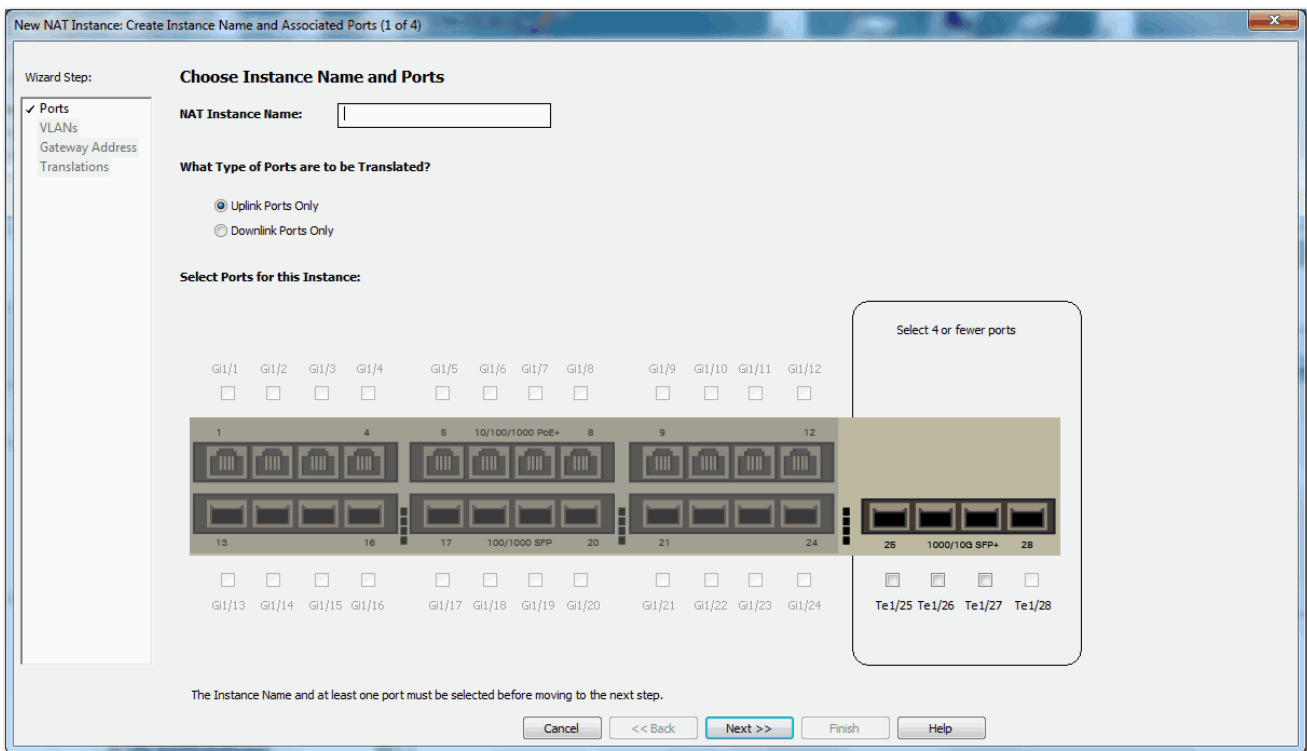 New NAT Instance: Create Instance Name and Associated Ports (1 of 4)
x
Wizard Step:
Choose Instance Name and Ports
✓ Ports
VLANs
Gateway Address
Translations
NAT Instance Name:
What Type of Ports are to be Translated?
Uplink Ports Only
Downlink Ports Only
Select Ports for this Instance:
Select 4 or fewer ports
Gi1/1 Gi1/2 Gi1/3 Gi1/4 Gi1/5 Gi1/6 Gi1/7 Gi1/8 Gi1/9 Gi1/10 Gi1/11 Gi1/12
1 4 5 10/100/1000 PoE+ 8 9 12
13 16 17 100/1000 SFP 20 21 24 25 1000/10G SFP+ 28
Gi1/13 Gi1/14 Gi1/15 Gi1/16 Gi1/17 Gi1/18 Gi1/19 Gi1/20 Gi1/21 Gi1/22 Gi1/23 Gi1/24 Te1/25 Te1/26 Te1/27 Te1/28
The Instance Name and at least one port must be selected before moving to the next step.
Cancel << Back Next >> Finish Help